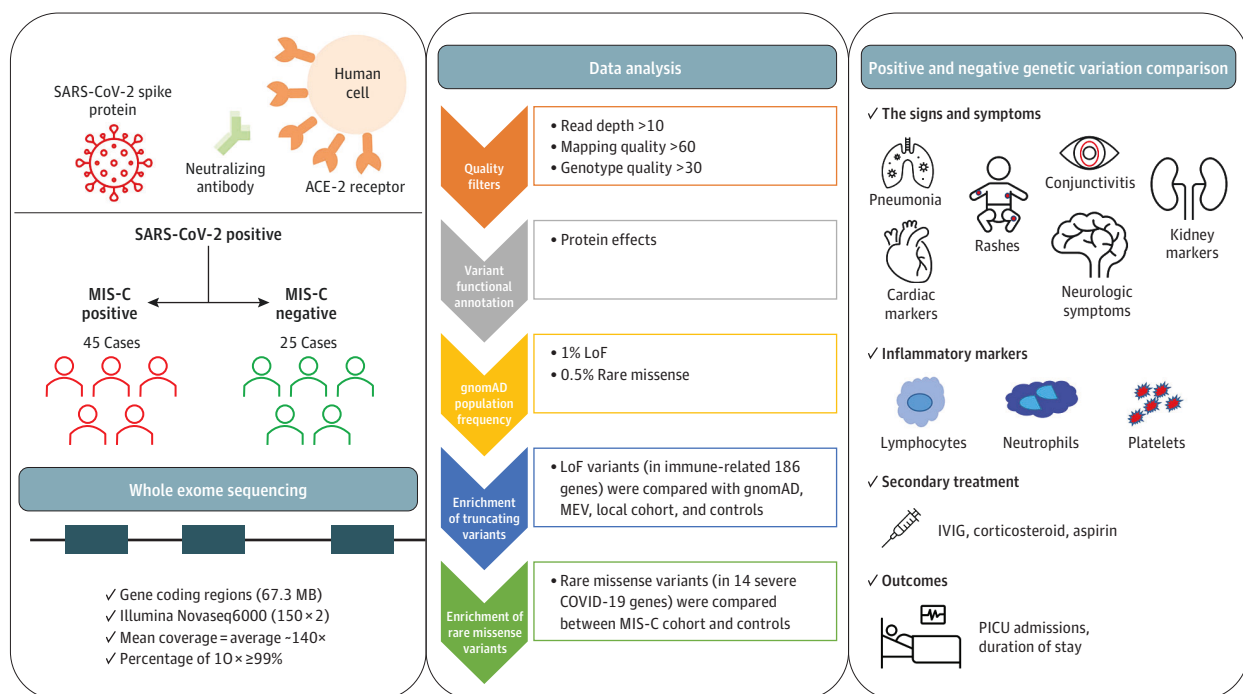 SARS-CoV-2 spike
protein
Neutralizing
antibody
Human
cell
ACE-2 receptor
SARS-CoV-2 positive
MIS-C
positive
MIS-C
negative
45 Cases
25 Cases
Whole exome sequencing
✓ Gene coding regions (67.3 MB)
✓ Illumina Novaseq6000 (150×2)
✓ Mean coverage = average ~140×
✓ Percentage of 10× ≥99%
Data analysis
Quality
filters
• Read depth >10
• Mapping quality >60
• Genotype quality >30
Variant
functional
annotation
• Protein effects
gnomAD
population
frequency
• 1% LoF
• 0.5% Rare missense
Enrichment
of truncating
variants
• LoF variants (in immune-related 186
genes) were compared with gnomAD,
MEV, local cohort, and controls
Enrichment of
rare missense
variants
• Rare missense variants (in 14 severe
COVID-19 genes) were compared
between MIS-C cohort and controls
Positive and negative genetic variation comparison
✓ The signs and symptoms
Pneumonia
Rashes
Conjunctivitis
Kidney
markers
Cardiac
markers
Neurologic
symptoms
✓ Inflammatory markers
Lymphocytes
Neutrophils
Platelets
✓ Secondary treatment
IVIG, corticosteroid, aspirin
✓ Outcomes
PICU admissions,
duration of stay